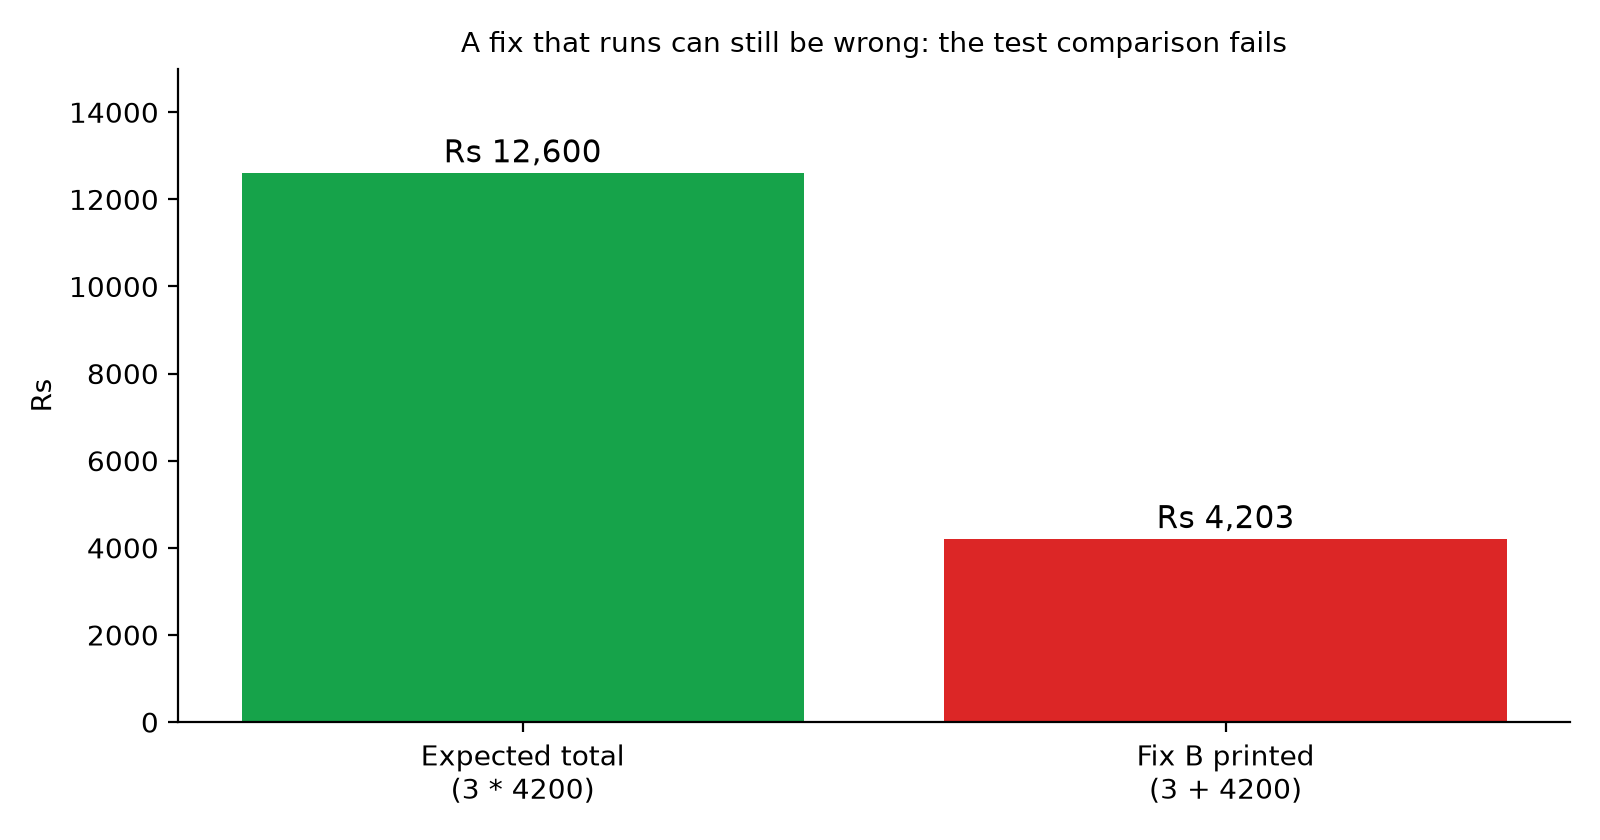 A fix that runs can still be wrong: the test comparison fails
14000
12000
10000
8000
6000
4000
2000
0
Rs
Rs 12,600
Rs 4,203
Expected total
(3 * 4200)
Fix B printed
(3 + 4200)